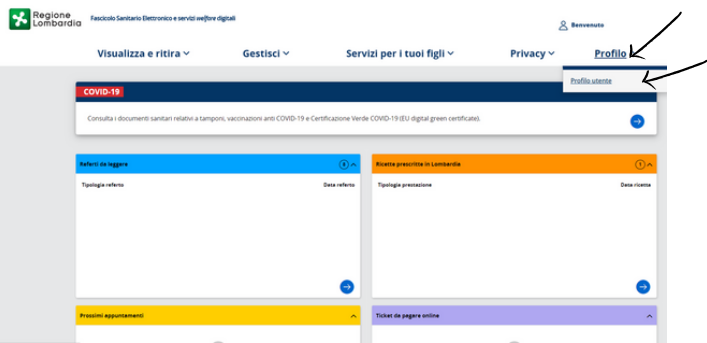 Regione
Lombardia
Fascicolo Sanitario Elettronico e servizi welfare digitali
Benvenuto
Visualizza e ritira
Gestisci
Servizi per i tuoi figli
Privacy
Profilo
Profilo utente
COVID-19
Consulta i documenti sanitari relativi a tamponi, vaccinazioni anti COVID-19 e Certificazione Verde COVID-19 (EU digital green certificate).
Referti da leggere
Ricette prescritte in Lombardia
1
Tipologia referto
Data referto
Tipologia prestazione
Data ricetta
Prossimi appuntamenti
Ticket da pagare online